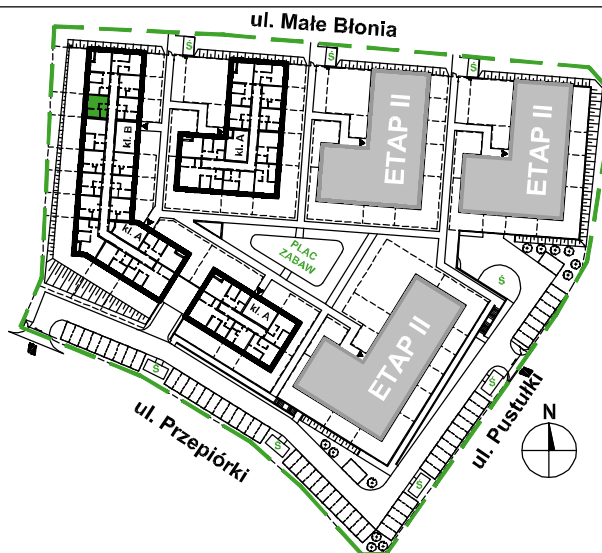 ul. Małe Błonia
Ś
Ś
Ś
kl. B
kl. A
ETAP II
ETAP II
kl. A
PLAC
ZABAW
Ś
kl. A
ETAP II
Ś
Ś
ul. Pustułki
N
ul. Przepiórki
Ś
Ś